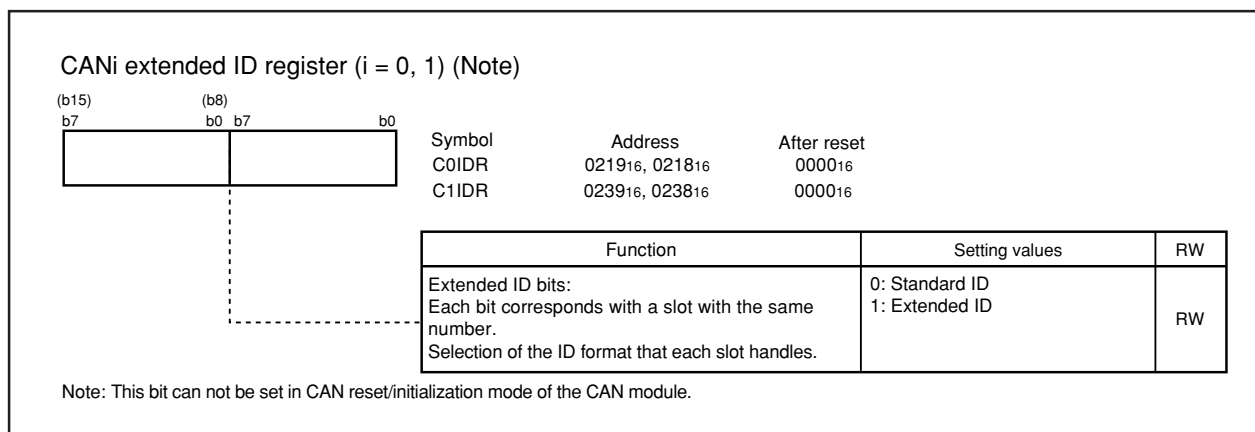 CANi extended ID register (i = 0, 1) (Note)
(b15) (b8)
b7 b0 b7 b0
Symbol Address After reset
C0IDR 021916, 021816 000016
C1IDR 023916, 023816 000016
Function Setting values RW
Extended ID bits: 0: Standard ID
Each bit corresponds with a slot with the same 1: Extended ID
number. RW
Selection of the ID format that each slot handles.
Note: This bit can not be set in CAN reset/initialization mode of the CAN module.